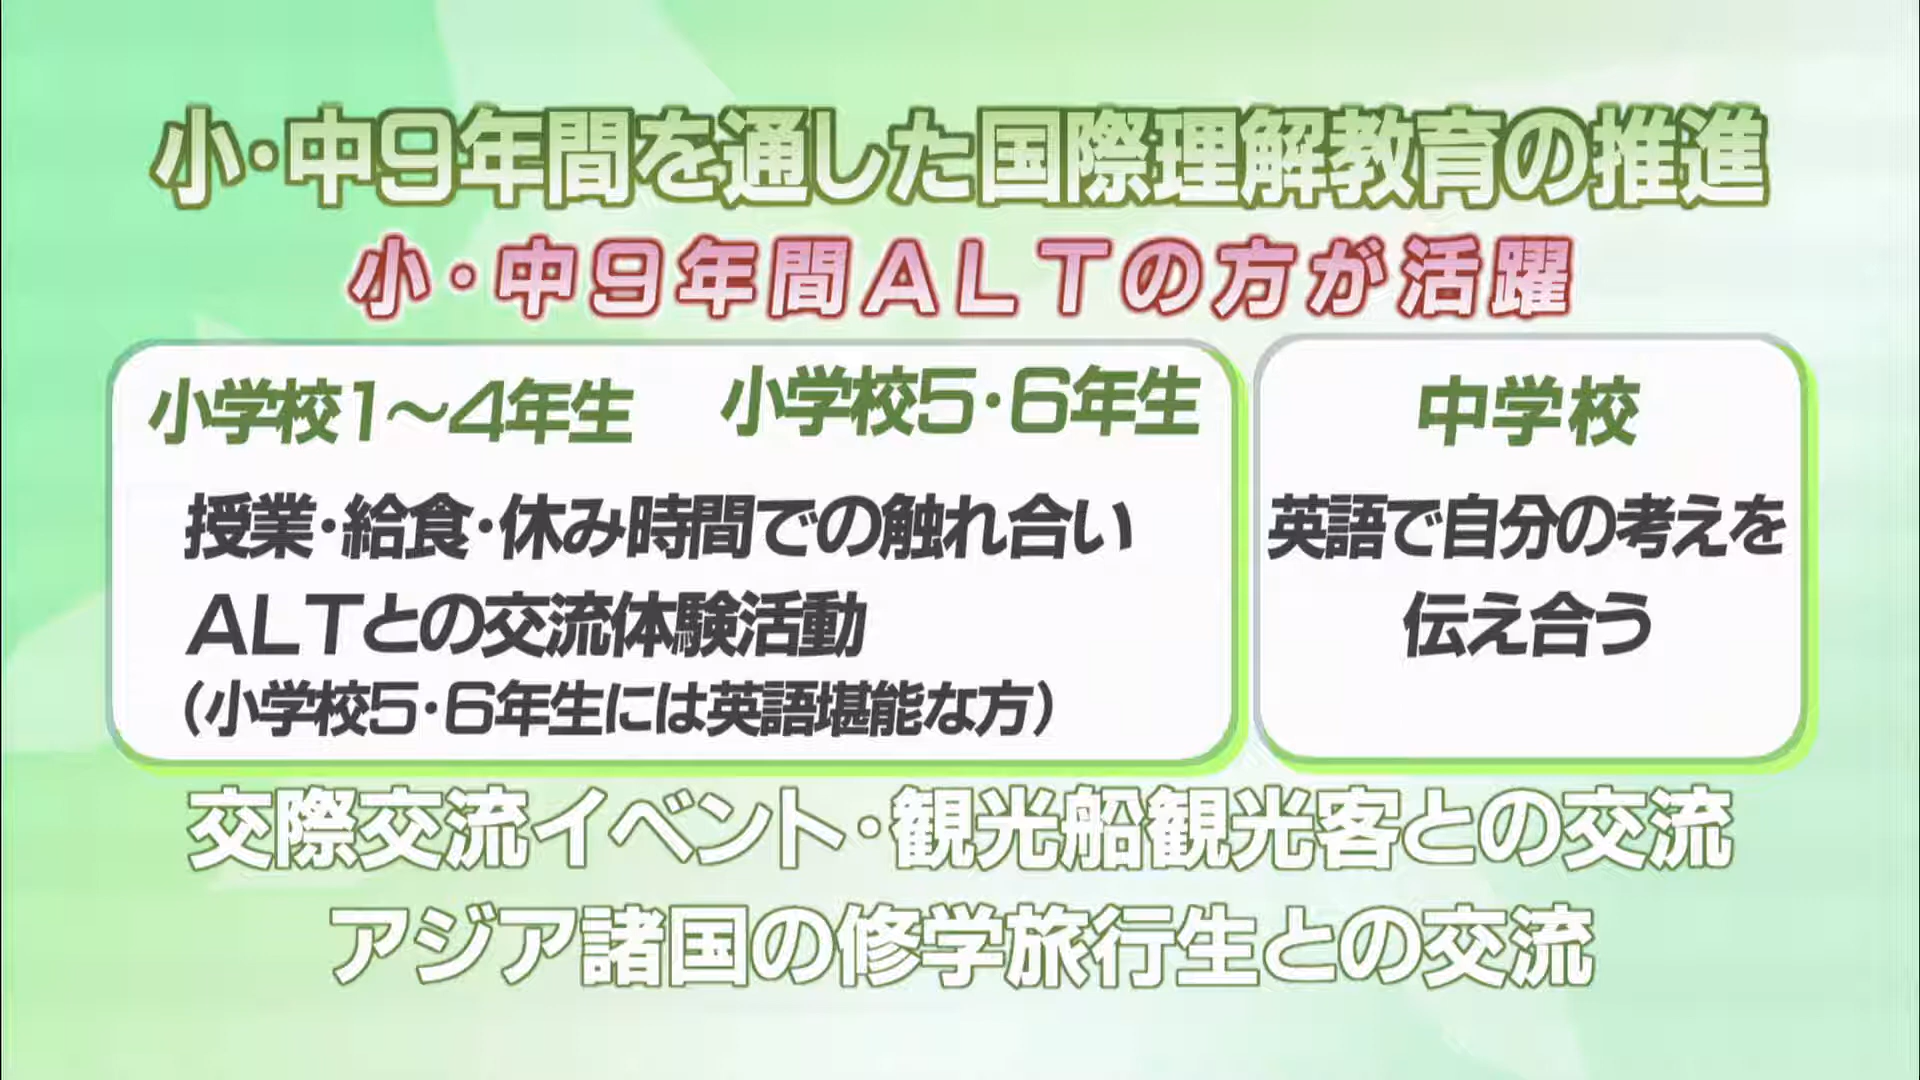 小・中9年間を通した国際理解教育の推進
小・中9年間ALTの方が活躍
小学校1～4年生 小学校5・6年生
授業・給食・休み時間での触れ合い
ALTとの交流体験活動
(小学校5・6年生には英語堪能な方)
中学校
英語で自分の考えを
伝え合う
交際交流イベント・観光船観光客との交流
アジア諸国の修学旅行生との交流